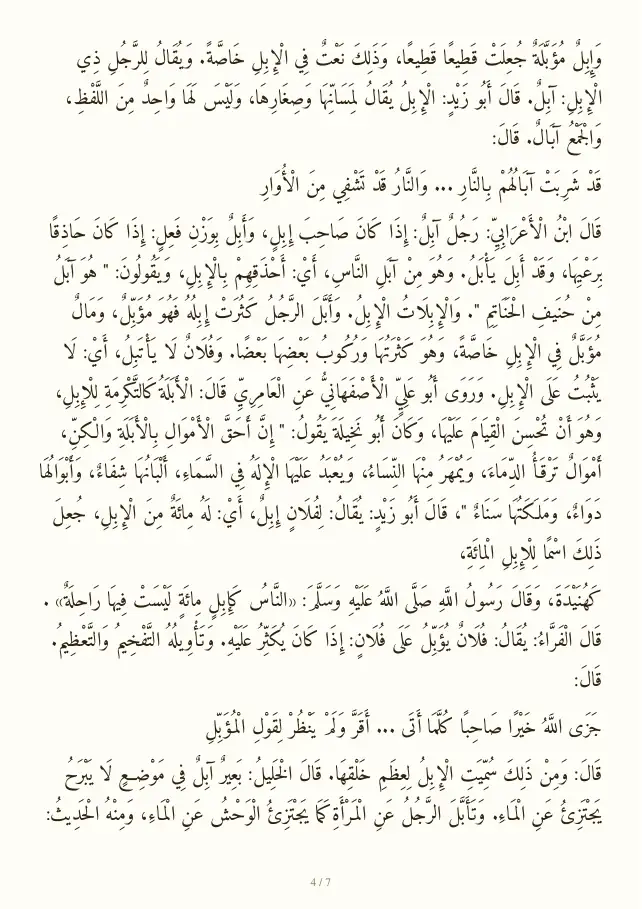 وَإِبِلٌ مُؤَبَّلَةٌ جُعِلَتْ قَطِيعًا قَطِيعًا، وَذَلِكَ نَعْتٌ فِي الْإِبِلِ خَاصَّةً. وَيُقَالُ لِلرَّجُلِ ذِي
الْإِبِلِ: آبِلٌ. قَالَ أَبُو زَيْدٍ: الْإِبِلُ يُقَالُ لِمَسَانِّهَا وَصِغَارِهَا، وَلَيْسَ لَهَا وَاحِدٌ مِنَ اللَّفْظِ،
وَالْجَمْعُ آبَالٌ. قَالَ:
قَدْ شَرِبَتْ آبَالُهُمْ بِالنَّارِ ... وَالنَّارُ قَدْ تَشْفِي مِنَ الْأُوَارِ
قَالَ ابْنُ الْأَعْرَابِيِّ: رَجُلٌ آبِلٌ: إِذَا كَانَ صَاحِبَ إِبِلٍ، وَأَبِلٌ بِوَزْنِ فَعِلٍ: إِذَا كَانَ حَاذِقًا
بِرَعْيِهَا، وَقَدْ أَبِلَ يَأْبَلُ. وَهُوَ مِنْ آبَلِ النَّاسِ، أَيْ: أَحْذَقِهِمْ بِالْإِبِلِ، وَيَقُولُونَ: " هُوَ آبَلُ
مِنْ حُنَيفِ الْحَنَاتِمِ ". وَالْإِبِلَاتُ الْإِبِلُ. وَأَبَّلَ الرَّجُلُ كَثُرَتْ إِبِلُهُ فَهُوَ مُؤَبِّلٌ، وَمَالٌ
مُؤَبَّلٌ فِي الْإِبِلِ خَاصَّةً، وَهُوَ كَثْرَتُهَا وَرُكُوبُ بَعْضِهَا بَعْضًا. وَفُلَانٌ لَا يَأْتَبِلُ، أَيْ: لَا
يَثْبُتُ عَلَى الْإِبِلِ. وَرَوَى أَبُو عَلِيٍّ الْأَصْفَهَانِيُّ عَنِ الْعَامِرِيِّ قَالَ: الْأَبَلَةُ كَالتَّكْرِمَةِ لِلْإِبِلِ،
وَهُوَ أَنْ تُحْسِنَ الْقِيَامَ عَلَيْهَا، وَكَانَ أَبُو نَخِيلَةَ يَقُولُ: " إِنَّ أَحَقَّ الْأَمْوَالِ بِالْأَبَلَةِ وَالْكِنِّ،
أَمْوَالٌ تَرْقَأُ الدِّمَاءَ، وَيُمْهَرُ مِنْهَا النِّسَاءُ، وَيُعْبَدُ عَلَيْهَا الْإِلَهُ فِي السَّمَاءِ، أَلْبَانُهَا شِفَاءٌ، وَأَبْوَالُهَا
دَوَاءٌ، وَمَلَكَتُهَا سَنَاءٌ "، قَالَ أَبُو زَيْدٍ: يُقَالُ: لِفُلَانٍ إِبِلٌ، أَيْ: لَهُ مِائَةٌ مِنَ الْإِبِلِ، جُعِلَ
ذَلِكَ اسْمًا لِلْإِبِلِ الْمِائَةِ،
كَهُنَيْدَةَ، وَقَالَ رَسُولُ اللَّهِ صَلَّى اللَّهُ عَلَيْهِ وَسَلَّمَ: «النَّاسُ كَإِبِلٍ مِائَةٍ لَيْسَتْ فِيهَا رَاحِلَةٌ» .
قَالَ الْفَرَّاءُ: يُقَالُ: فُلَانٌ يُؤَبِّلُ عَلَى فُلَانٍ: إِذَا كَانَ يُكَثِّرُ عَلَيْهِ. وَتَأْوِيلُهُ التَّفْخِيمُ وَالتَّعْظِيمُ.
قَالَ:
جَزَى اللَّهُ خَيْرًا صَاحِبًا كُلَّمَا أَتَى ... أَقَرَّ وَلَمْ يَنْظُرْ لِقَوْلِ الْمُؤَبِّلِ
قَالَ: وَمِنْ ذَلِكَ سُمِّيَتِ الْإِبِلُ لِعِظَمِ خَلْقِهَا. قَالَ الْخَلِيلُ: بَعِيرٌ آبِلٌ فِي مَوْضِعٍ لَا يَبْرَحُ
يَجْتَزِئُ عَنِ الْمَاءِ. وَتَأَبَّلَ الرَّجُلُ عَنِ الْمَرْأَةِ كَمَا يَجْتَزِئُ الْوَحْشُ عَنِ الْمَاءِ، وَمِنْهُ الْحَدِيثُ:
4 / 7